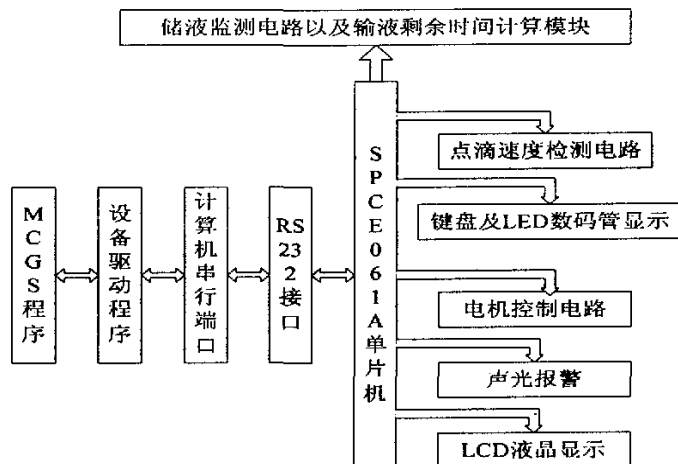 储液监测电路以及输液剩余时间计算模块
MCGS程序
设备驱动程序
计算机串行端口
RS232接口
SPCE061A单片机
点滴速度检测电路
键盘及LED数码管显示
电机控制电路
声光报警
LCD液晶显示